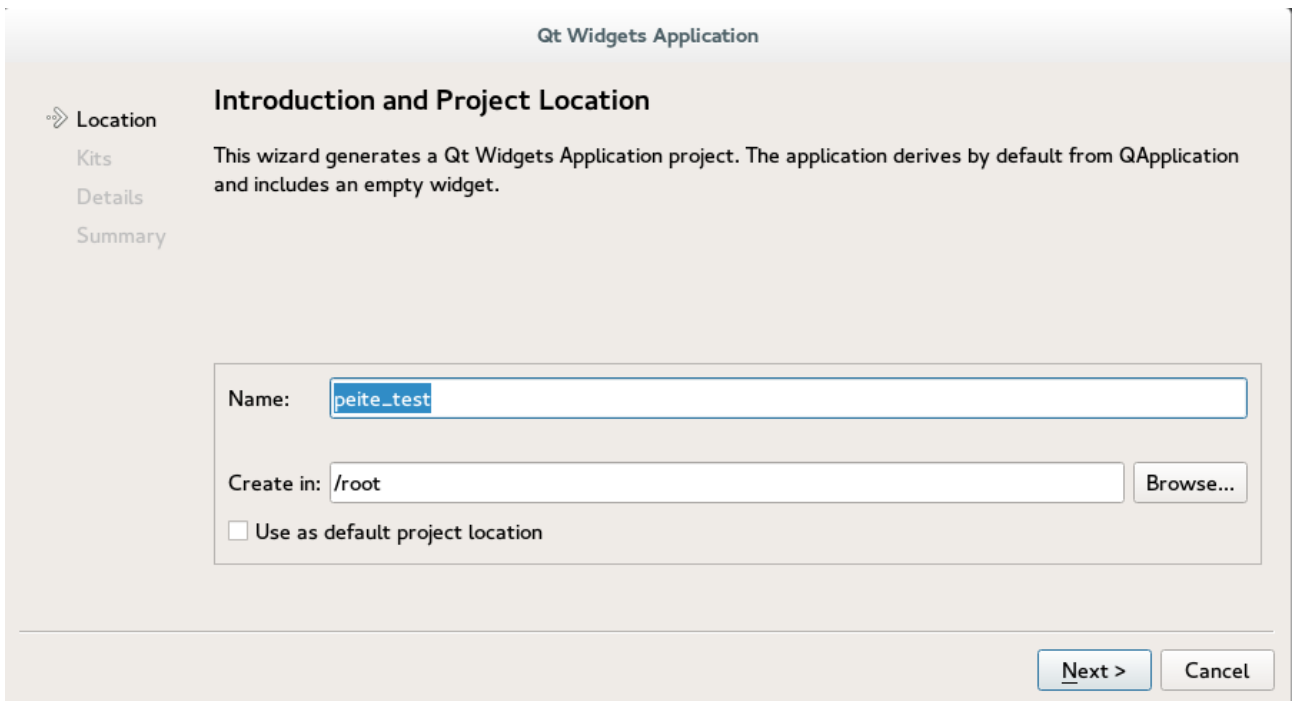 Qt Widgets Application
Location
Kits
Details
Summary
Introduction and Project Location
This wizard generates a Qt Widgets Application project. The application derives by default from QApplication
and includes an empty widget.
Name: peite_test
Create in: /root Browse...
Use as default project location
Next > Cancel